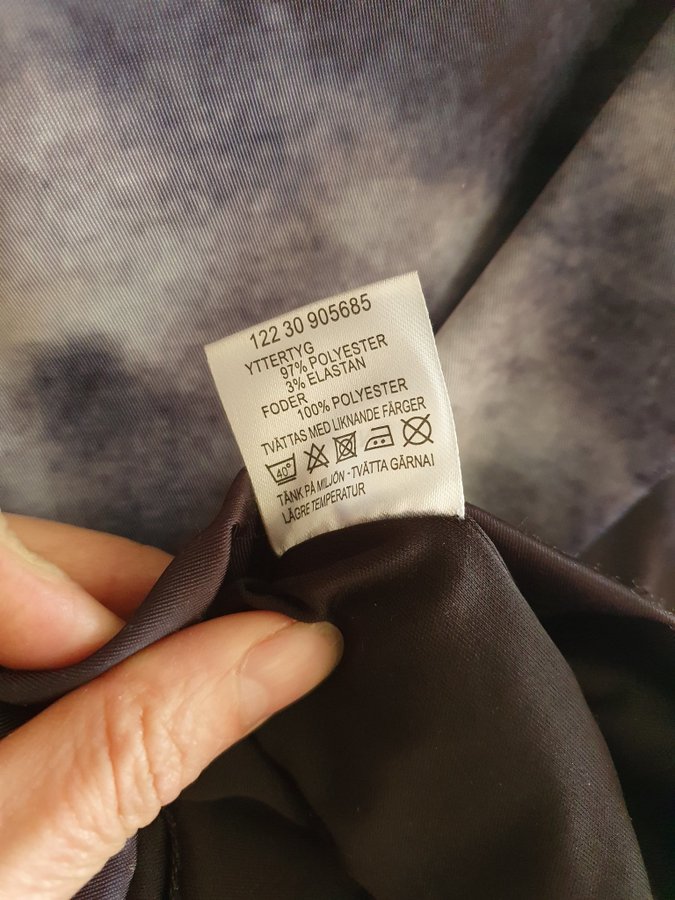 122 30 905685
YTTERTYG
97% POLYESTER
3% ELASTAN
FODER
100% POLYESTER
TVÄTTAS MED LIKNANDE FÄRGER
40°
TÄNK PÅ MILJÖN - TVÄTTA GÄRNA I
LÄGRE TEMPERATUR